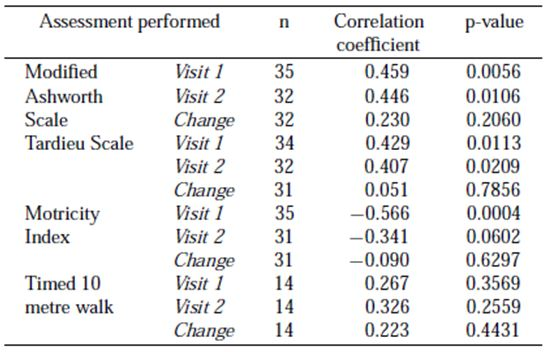 Assessment performed n Correlation p-value
coefficient
Modified Visit 1 35 0.459 0.0056
Ashworth Visit 2 32 0.446 0.0106
Scale Change 32 0.230 0.2060
Tardieu Scale Visit 1 34 0.429 0.0113
Visit 2 32 0.407 0.0209
Change 31 0.051 0.7856
Motricity Visit 1 35 −0.566 0.0004
Index Visit 2 31 −0.341 0.0602
Change 31 −0.090 0.6297
Timed 10 Visit 1 14 0.267 0.3569
metre walk Visit 2 14 0.326 0.2559
Change 14 0.223 0.4431